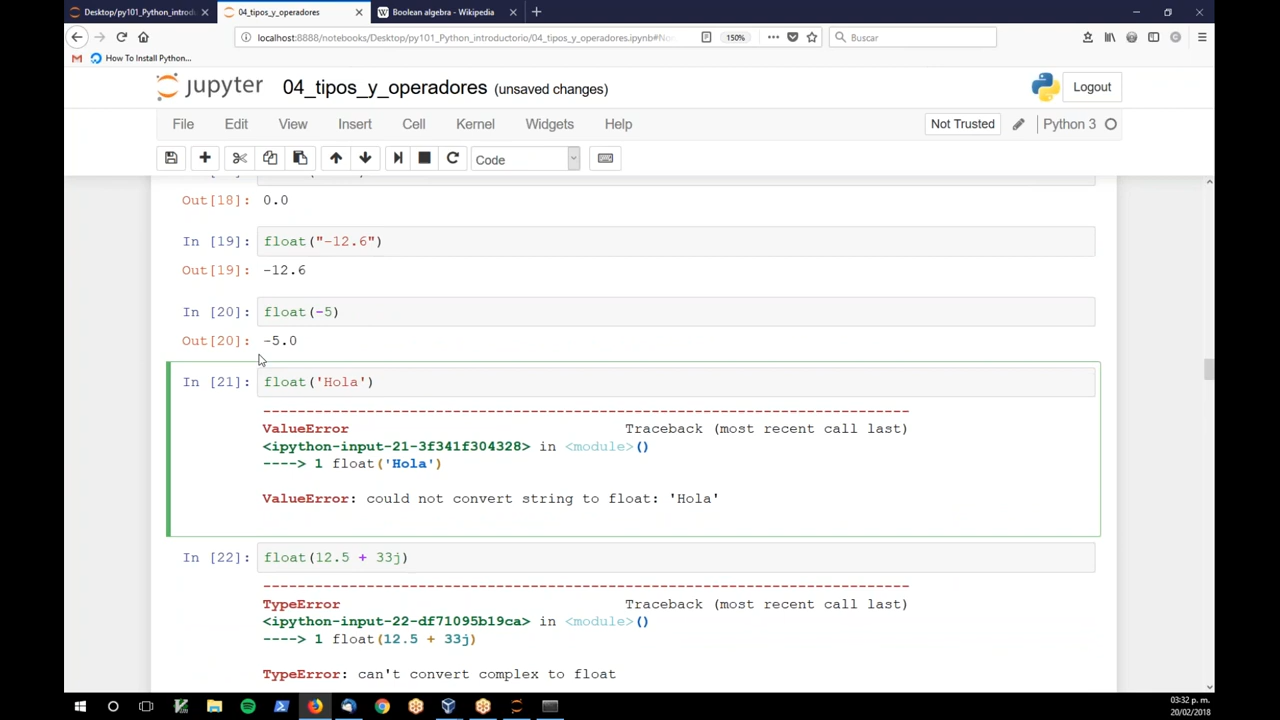 Desktop/py101_Python_introdu
04_tipos_y_operadores
Boolean algebra - Wikipedia
localhost:8888/notebooks/Desktop/py101_Python_introductorio/04_tipos_y_operadores.ipynb#No
150%
Buscar
How To Install Python...
jupyter
04_tipos_y_operadores (unsaved changes)
Logout
File Edit View Insert Cell Kernel Widgets Help
Not Trusted
Python 3
Code
Out[18]: 0.0
In [19]: float("-12.6")
Out[19]: -12.6
In [20]: float(-5)
Out[20]: -5.0
In [21]: float('Hola')
---------------------------------------------------------------------------
ValueError Traceback (most recent call last)
<ipython-input-21-3f341f304328> in <module>()
----> 1 float('Hola')
ValueError: could not convert string to float: 'Hola'
In [22]: float(12.5 + 33j)
---------------------------------------------------------------------------
TypeError Traceback (most recent call last)
<ipython-input-22-df71095b19ca> in <module>()
----> 1 float(12.5 + 33j)
TypeError: can't convert complex to float
03:32 p. m.
20/02/2018